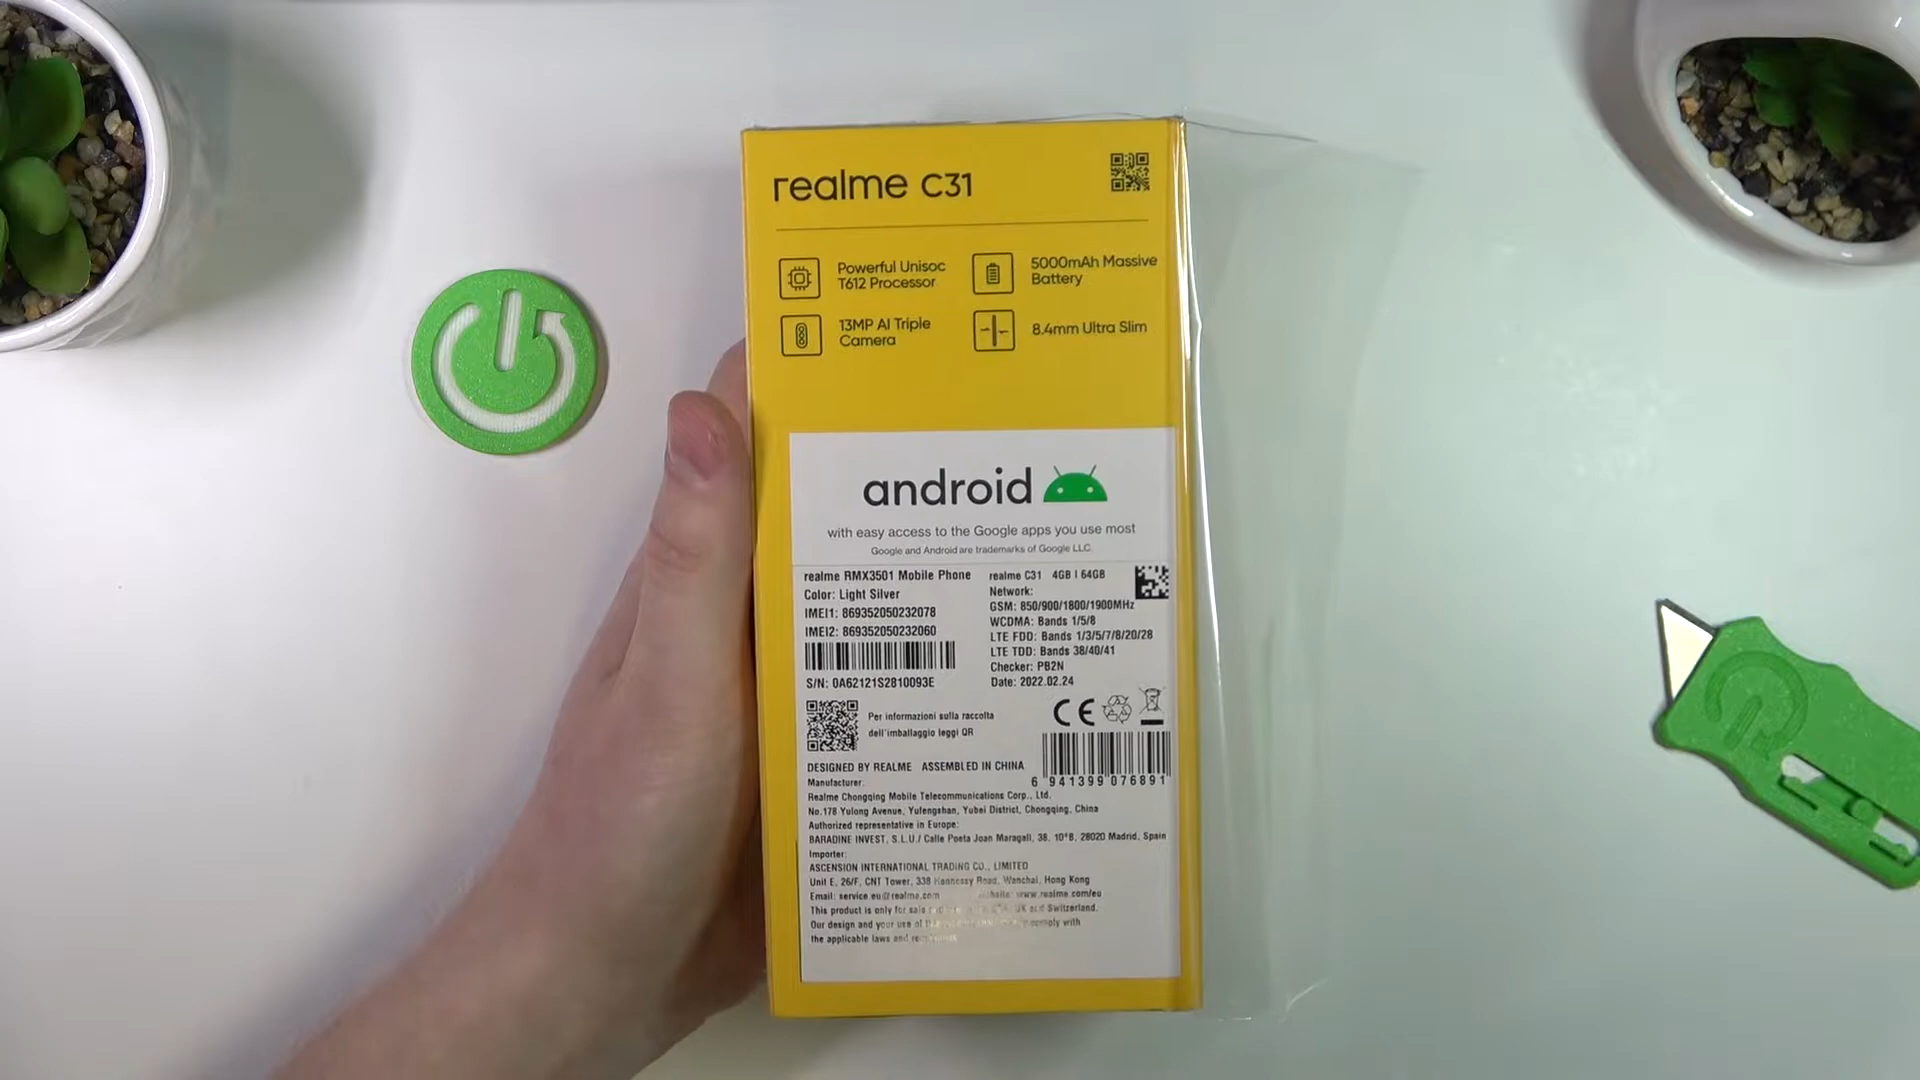 realme C31
Powerful Unisoc
T612 Processor
5000mAh Massive
Battery
13MP AI Triple
Camera
8.4mm Ultra Slim
android
with easy access to the Google apps you use most
Google and Android are trademarks of Google LLC
realme RMX3501 Mobile Phone
Color: Light Silver
IMEI1: 869352050232078
IMEI2: 869352050232060
S/N: 0A62121S2810093E
realme C31 4GB | 64GB
Network:
GSM: 850/900/1800/1900MHz
WCDMA: Bands 1/5/8
LTE FDD: Bands 1/3/5/7/8/20/28
LTE TDD: Bands 38/40/41
Checker: PB2N
Date: 2022.02.24
Per informazioni sulla raccolta
dell'imballaggio leggi QR
CE
6 941399 076891
DESIGNED BY REALME ASSEMBLED IN CHINA
Manufacturer:
Realme Chongqing Mobile Telecommunications Corp., Ltd.
No.178 Yulong Avenue, Yufengshan, Yubei District, Chongqing, China
Authorized representative in Europe:
BARADINE INVEST, S.L.U./ Calle Poeta Joan Maragall, 38, 10ºB, 28020 Madrid, Spain
Importer:
ASCENSION INTERNATIONAL TRADING CO., LIMITED
Unit E, 26/F, CNT Tower, 338 Hennessy Road, Wanchai, Hong Kong
Email: service.eu@realme.com Website: www.realme.com/eu
This product is only for sale UK and Switzerland.
Our design and your use of comply with
the applicable laws and